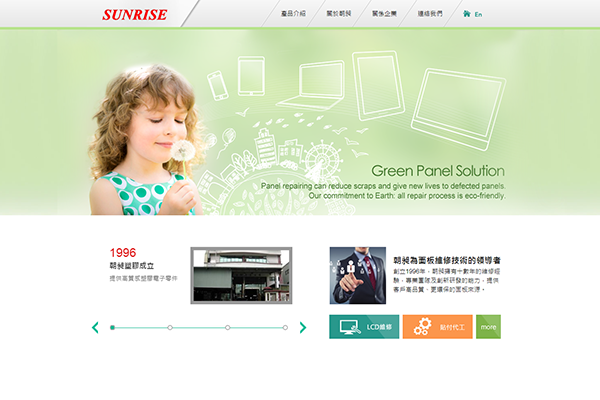 SUNRISE
產品介紹
關於朝昶
關係企業
連絡我們
En
Green Panel Solution
Panel repairing can reduce scraps and give new lives to defected panels.
Our commitment to Earth: all repair process is eco-friendly.
1996
朝昶塑膠成立
提供高質感塑膠電子零件
朝昶為面板維修技術的領導者
創立1996年，朝昶擁有十數年的維修經
驗，專業團隊及創新研發的能力，提供
客戶高品質、更環保的面板來源。
LCD維修
貼付代工
more